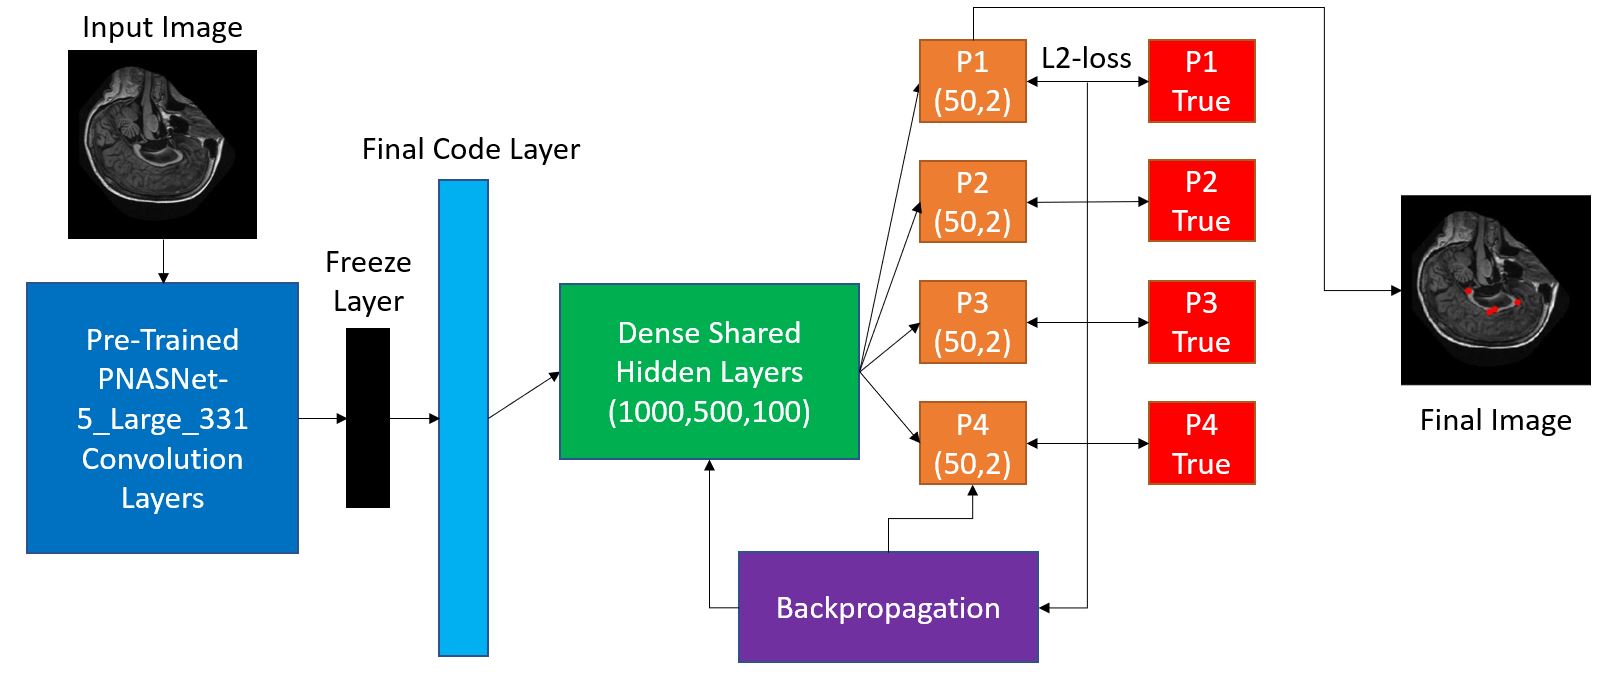 Input Image
Pre-Trained
PNASNet-
5_Large_331
Convolution
Layers
Freeze
Layer
Final Code Layer
Dense Shared
Hidden Layers
(1000,500,100)
P1
(50,2)
L2-loss
P1
True
P2
(50,2)
P2
True
P3
(50,2)
P3
True
P4
(50,2)
P4
True
Backpropagation
Final Image